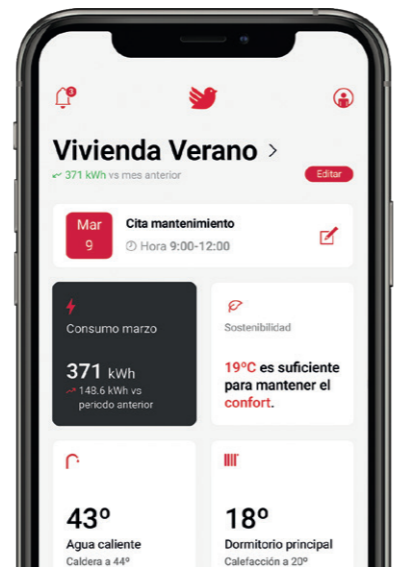 3
Vivienda Verano >
371 kWh vs mes anterior
Editar
Mar
9
Cita mantenimiento
Hora 9:00-12:00
Consumo marzo
371 kWh
148.6 kWh vs
periodo anterior
Sostenibilidad
19ºC es suficiente
para mantener el
confort.
43º
Agua caliente
Caldera a 44º
18º
Dormitorio principal
Calefacción a 20º